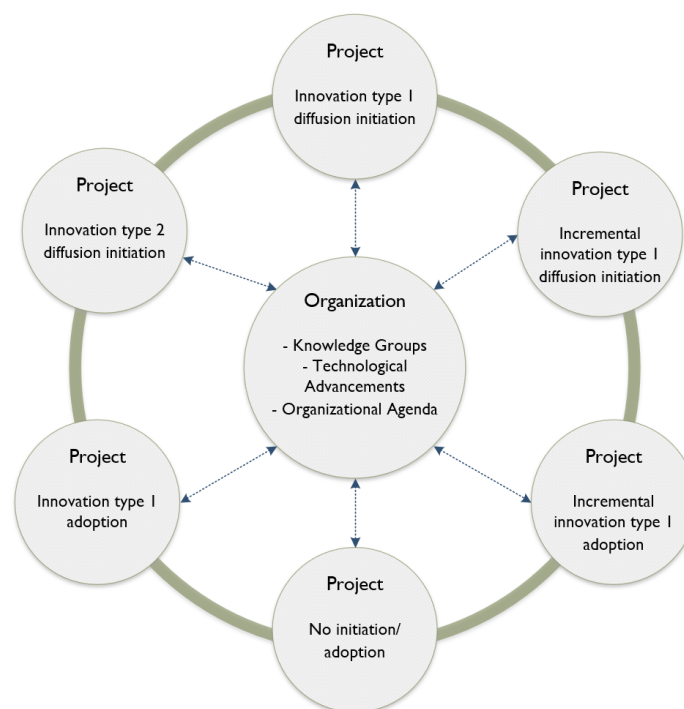 Project
Innovation type 1
diffusion initiation
Project
Innovation type 2
diffusion initiation
Project
Incremental
innovation type 1
diffusion initiation
Organization
- Knowledge Groups
- Technological
Advancements
- Organizational Agenda
Project
Innovation type 1
adoption
Project
Incremental
innovation type 1
adoption
Project
No initiation/
adoption